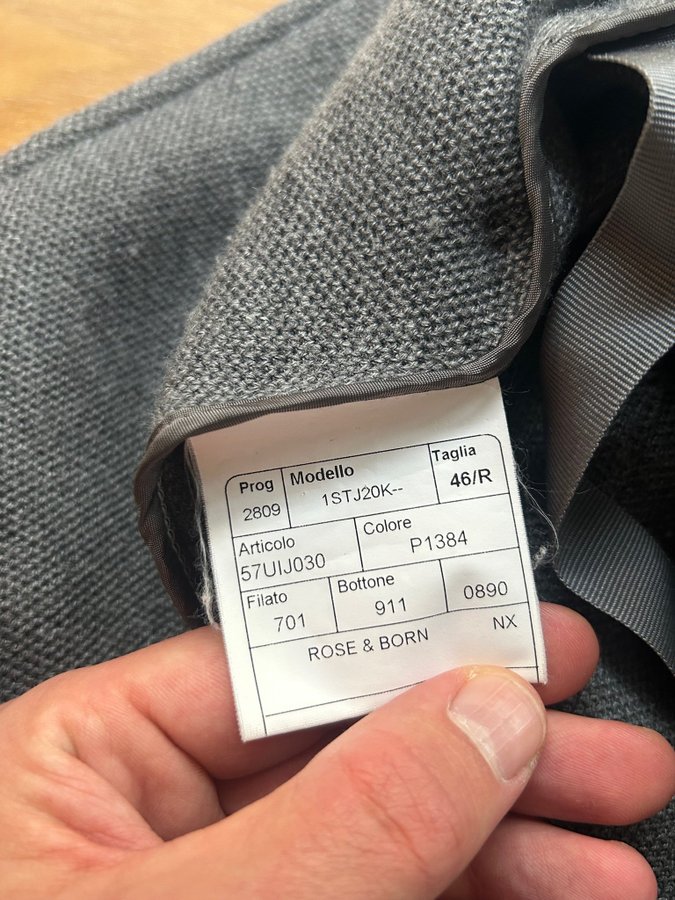 Prog Modello Taglia
2809 1STJ20K-- 46/R
Articolo Colore
57UIJ030 P1384
Filato Bottone
701 911 0890
ROSE & BORN NX